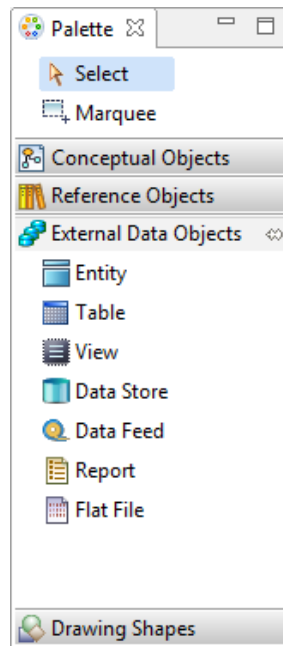 Palette
Select
Marquee
Conceptual Objects
Reference Objects
External Data Objects
Entity
Table
View
Data Store
Data Feed
Report
Flat File
Drawing Shapes